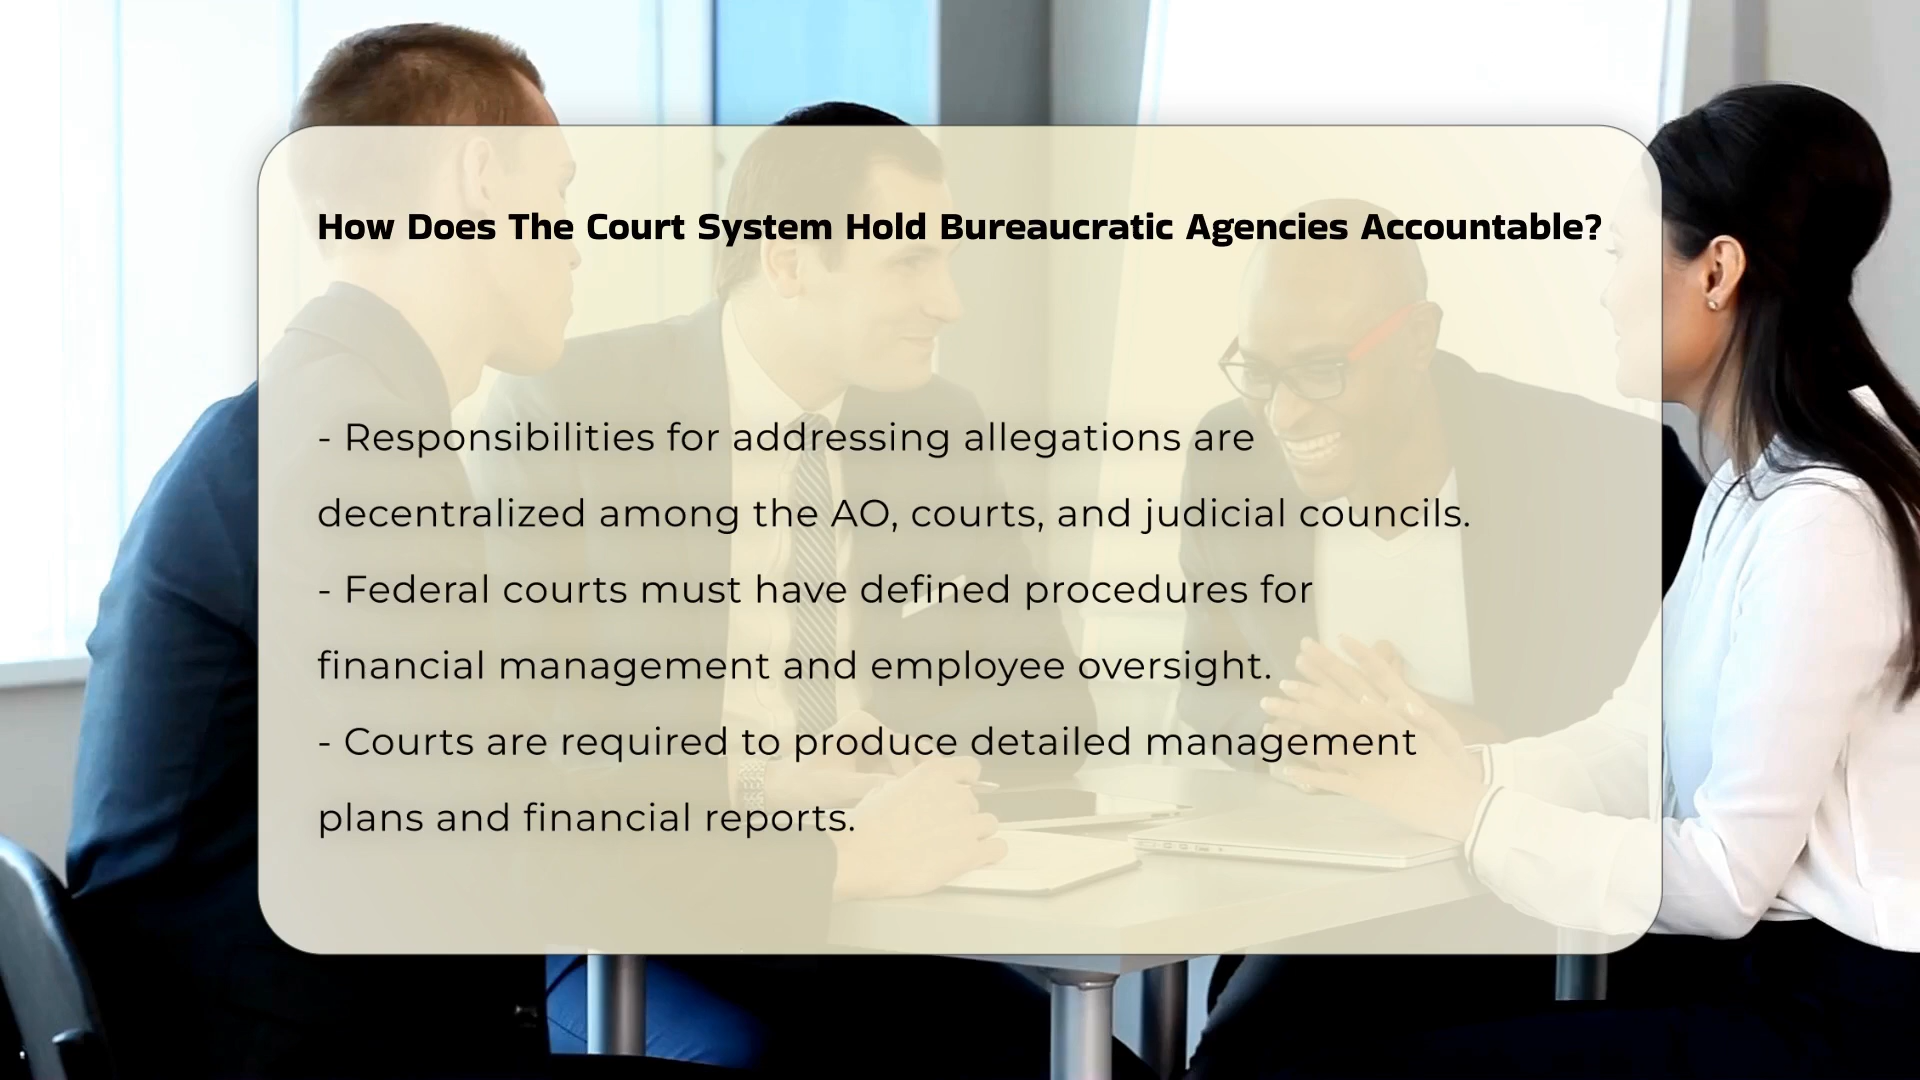 How Does The Court System Hold Bureaucratic Agencies Accountable?
- Responsibilities for addressing allegations are
decentralized among the AO, courts, and judicial councils.
- Federal courts must have defined procedures for
financial management and employee oversight.
- Courts are required to produce detailed management
plans and financial reports.